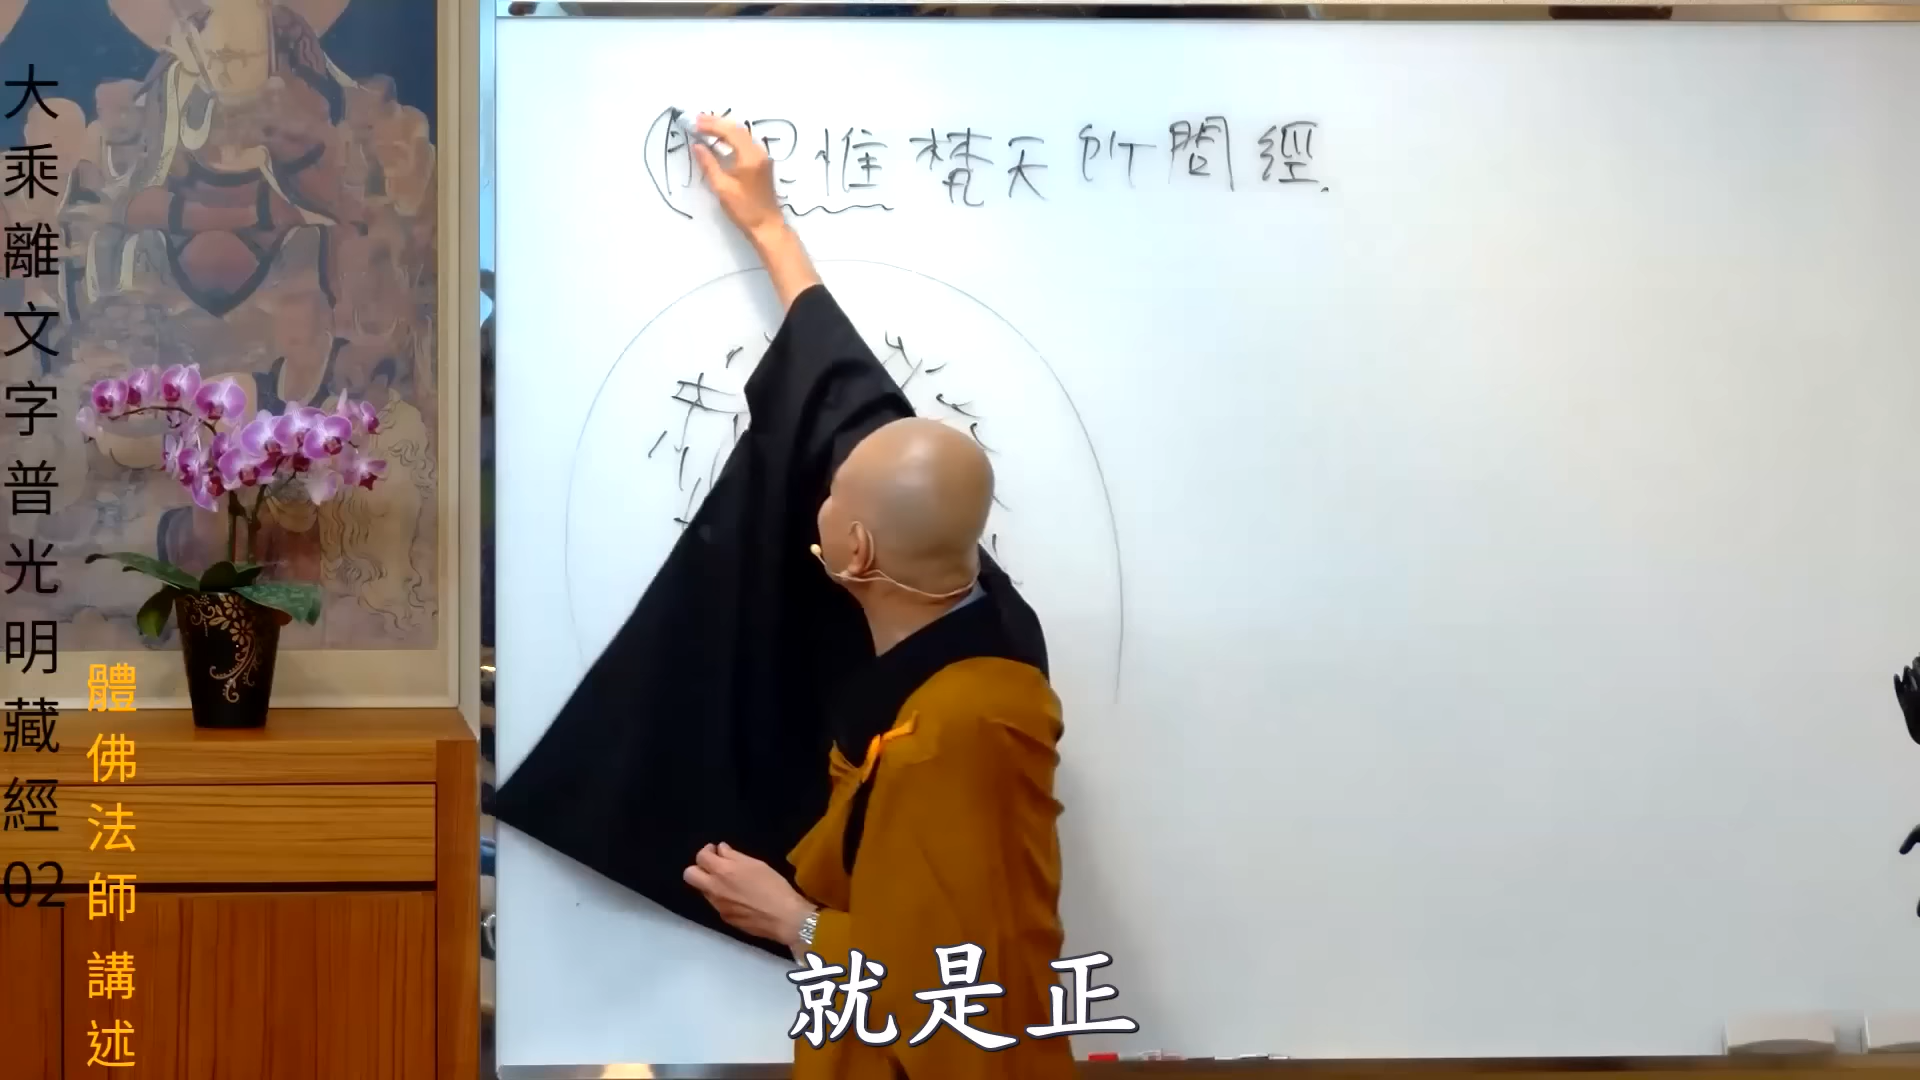 大乘離文字普光明藏經02
體佛法師講述
勝思惟梵天所問經.
就是正